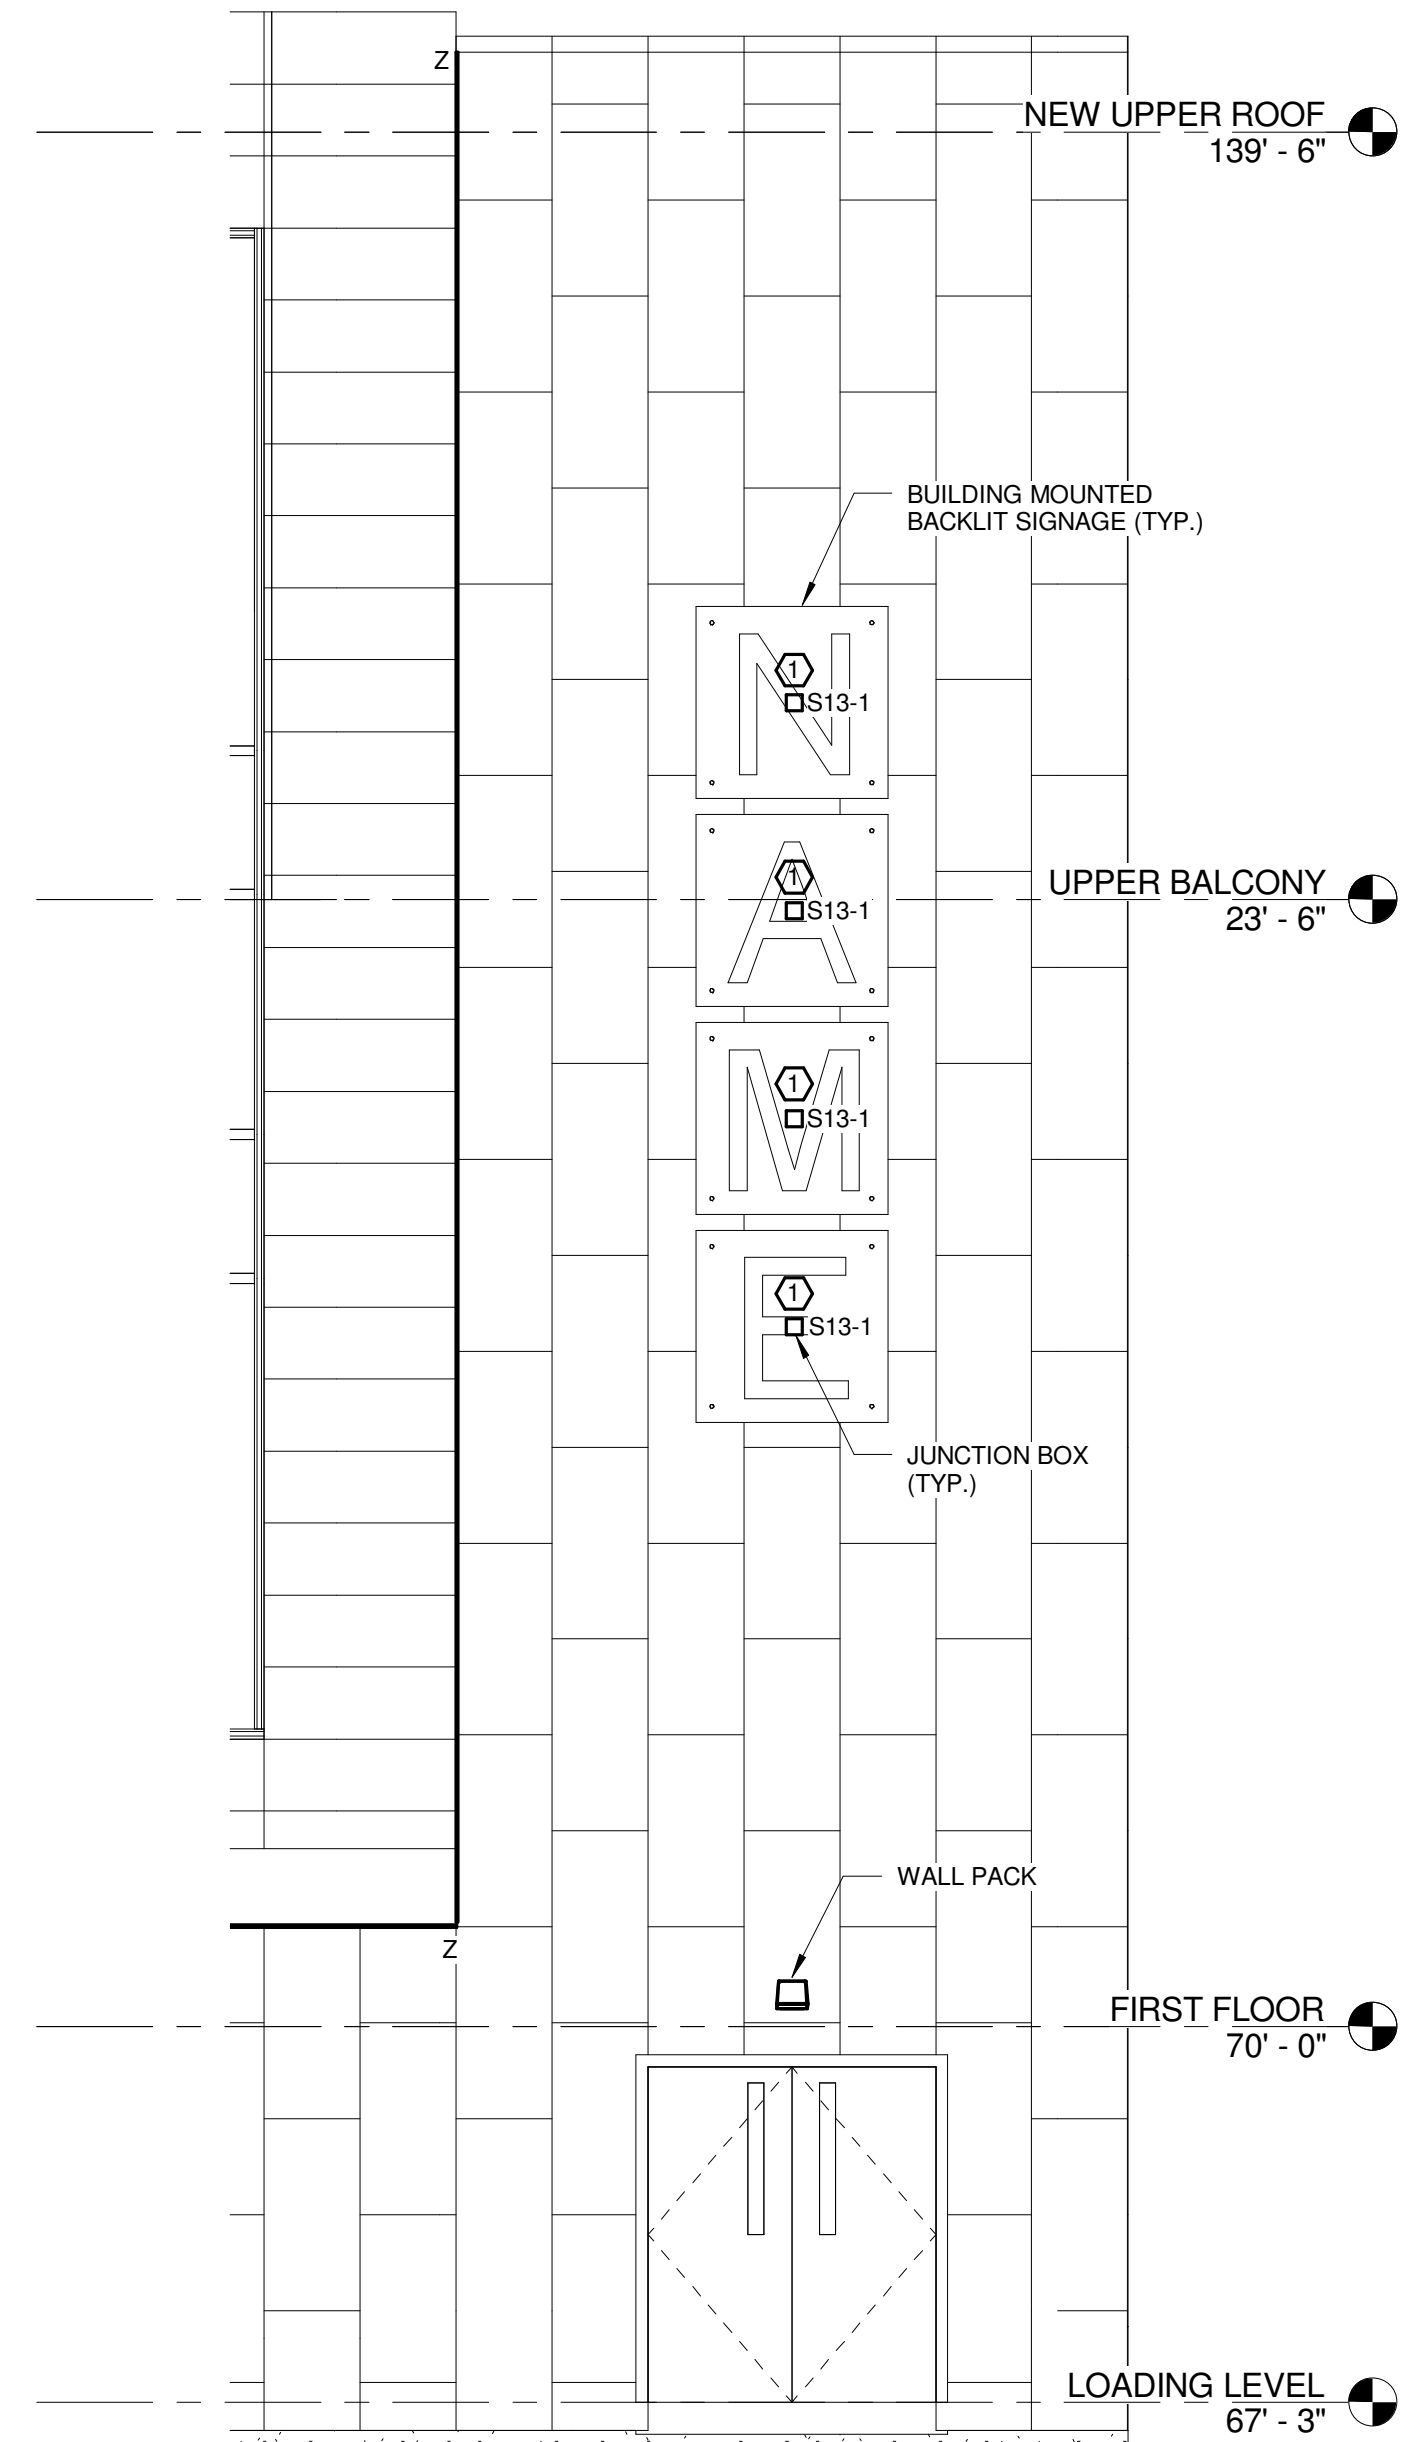 Z
NEW UPPER ROOF
139' - 6"
BUILDING MOUNTED
BACKLIT SIGNAGE (TYP.)
N
1
S13-1
UPPER BALCONY
23' - 6"
A
1
S13-1
M
1
S13-1
E
1
S13-1
JUNCTION BOX
(TYP.)
WALL PACK
Z
FIRST FLOOR
70' - 0"
LOADING LEVEL
67' - 3"